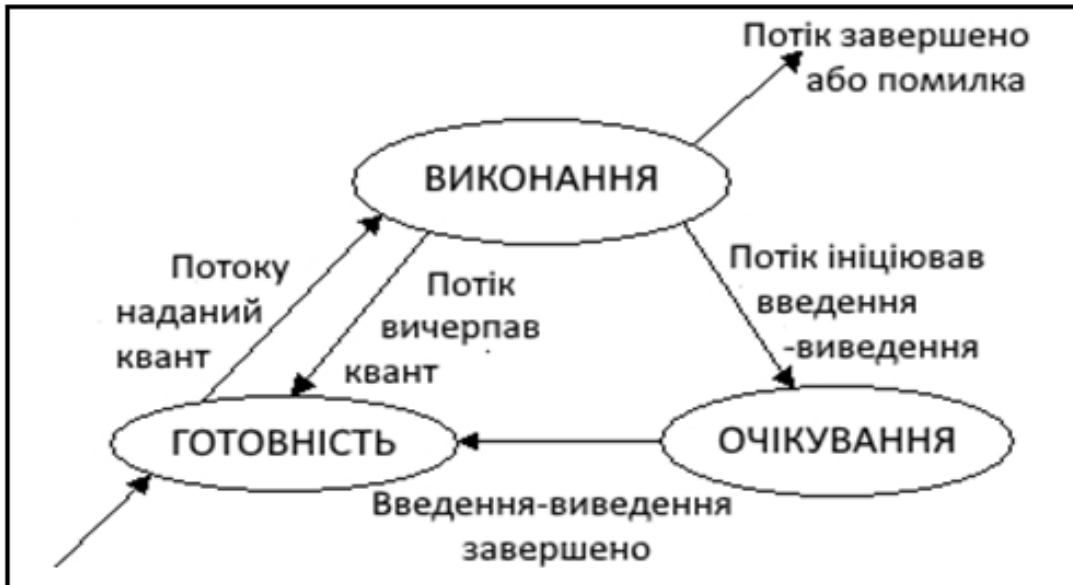 Потік завершено
або помилка
ВИКОНАННЯ
Потоку
наданий
квант
Потік
вичерпав
квант
Потік ініціював
введення
-виведення
ГОТОВНІСТЬ
ОЧІКУВАННЯ
Введення-виведення
завершено